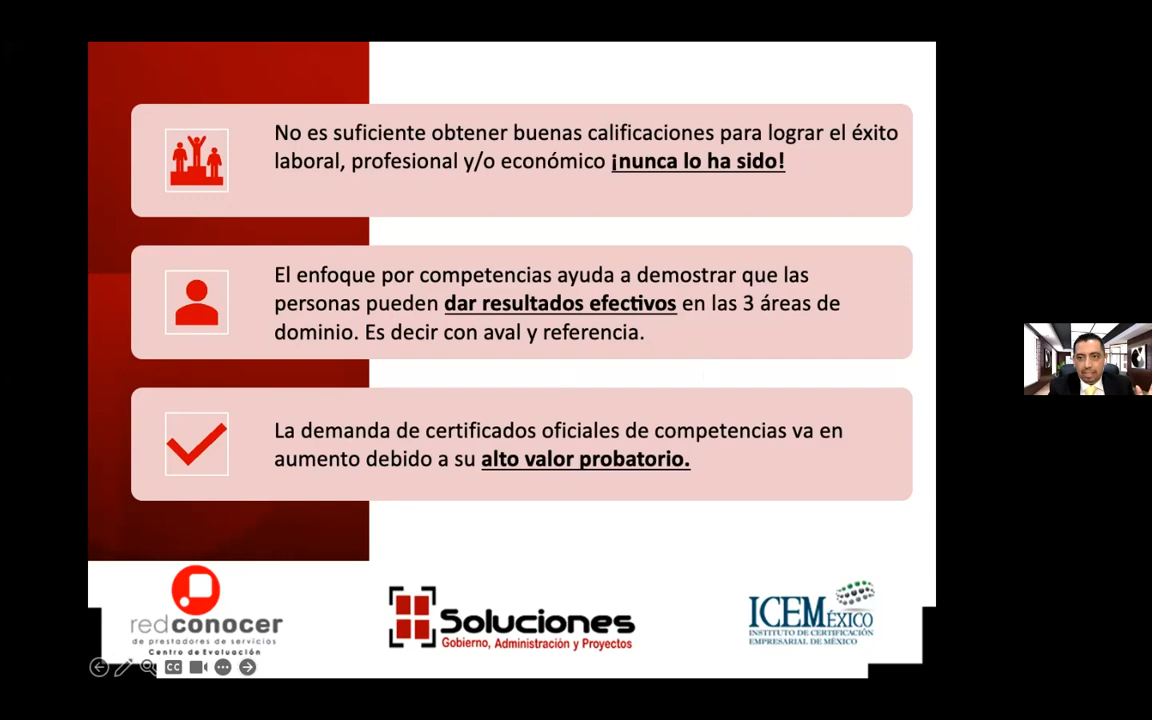 No es suficiente obtener buenas calificaciones para lograr el éxito
laboral, profesional y/o económico ¡nunca lo ha sido!
El enfoque por competencias ayuda a demostrar que las
personas pueden dar resultados efectivos en las 3 áreas de
dominio. Es decir con aval y referencia.
La demanda de certificados oficiales de competencias va en
aumento debido a su alto valor probatorio.
redconocer
de prestadores de servicios
Centro de Evaluación
Soluciones
Gobierno, Administración y Proyectos
ICEMÉXICO
INSTITUTO DE CERTIFICACIÓN
EMPRESARIAL DE MÉXICO
CC